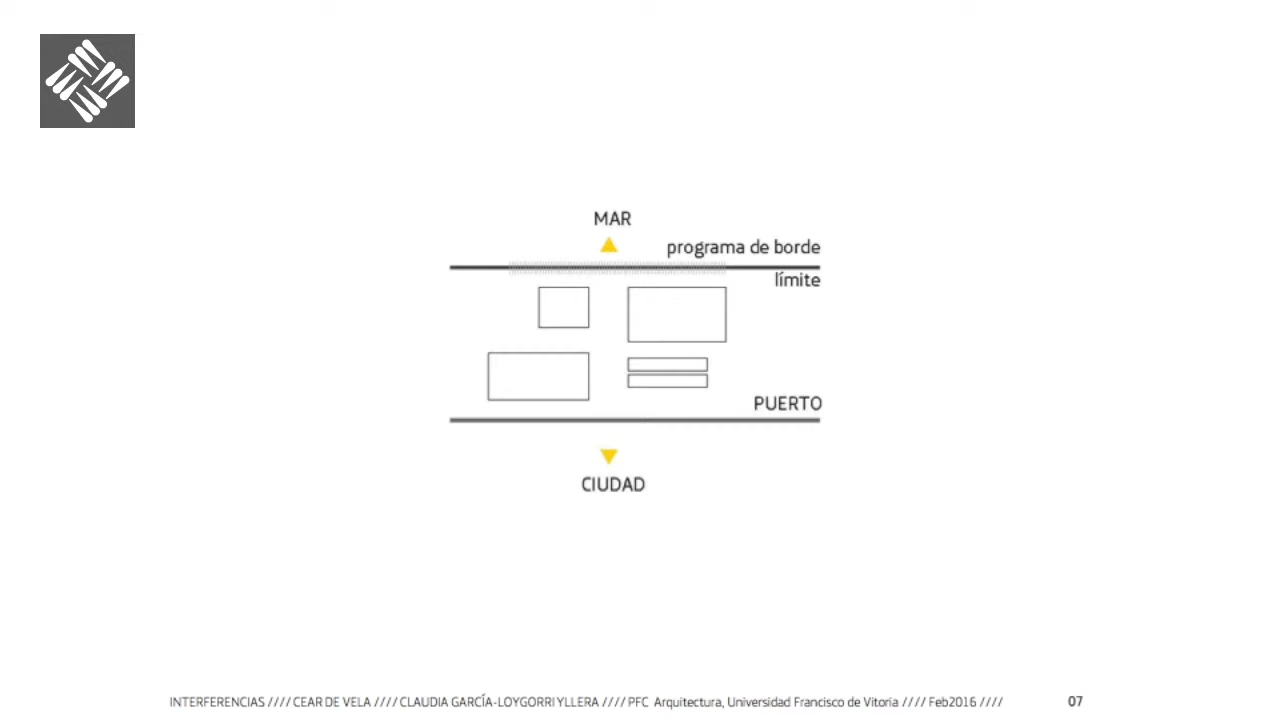 MAR
programa de borde
límite
PUERTO
CIUDAD
INTERFERENCIAS //// CEAR DE VELA //// CLAUDIA GARCÍA-LOYGORRI YLLERA //// PFC Arquitectura, Universidad Francisco de Vitoria //// Feb2016 //// 07